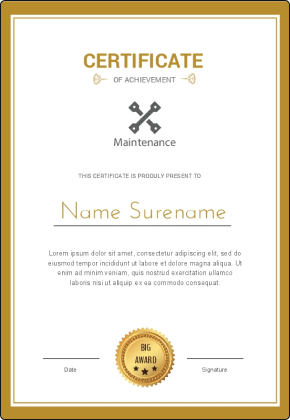 CERTIFICATE
OF ACHIEVEMENT
Maintenance
THIS CERTIFICATE IS PROOULY PRESENT TO
Name Surename
Lorem ipsum dolor sit amet, consectetur adipiscing elit, sed do
eiusmod tempor incididunt ut labore et dolore magna aliqua. Ut
enim ad minim veniam, quis nostrud exercitation ullamco
laboris nisi ut aliquip ex ea commodo consequat.
BIG
AWARD
Date
Signature